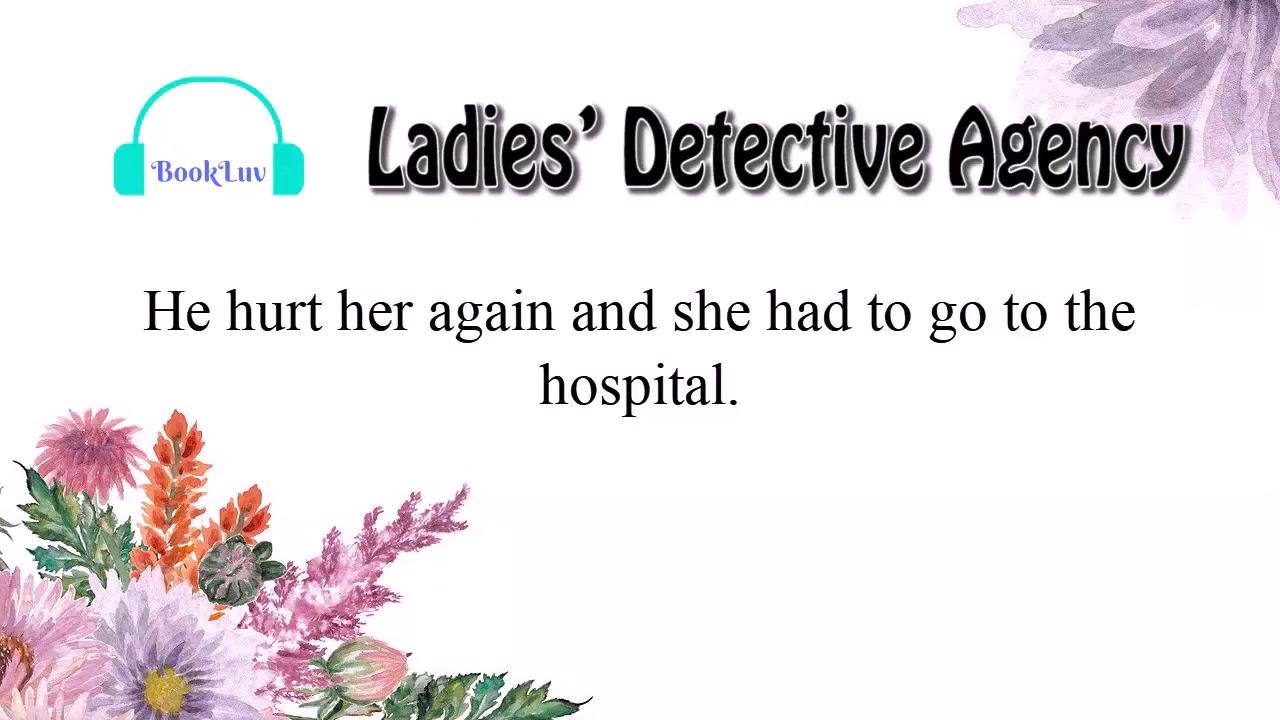 BookLuv
Ladies’ Detective Agency
He hurt her again and she had to go to the
hospital.